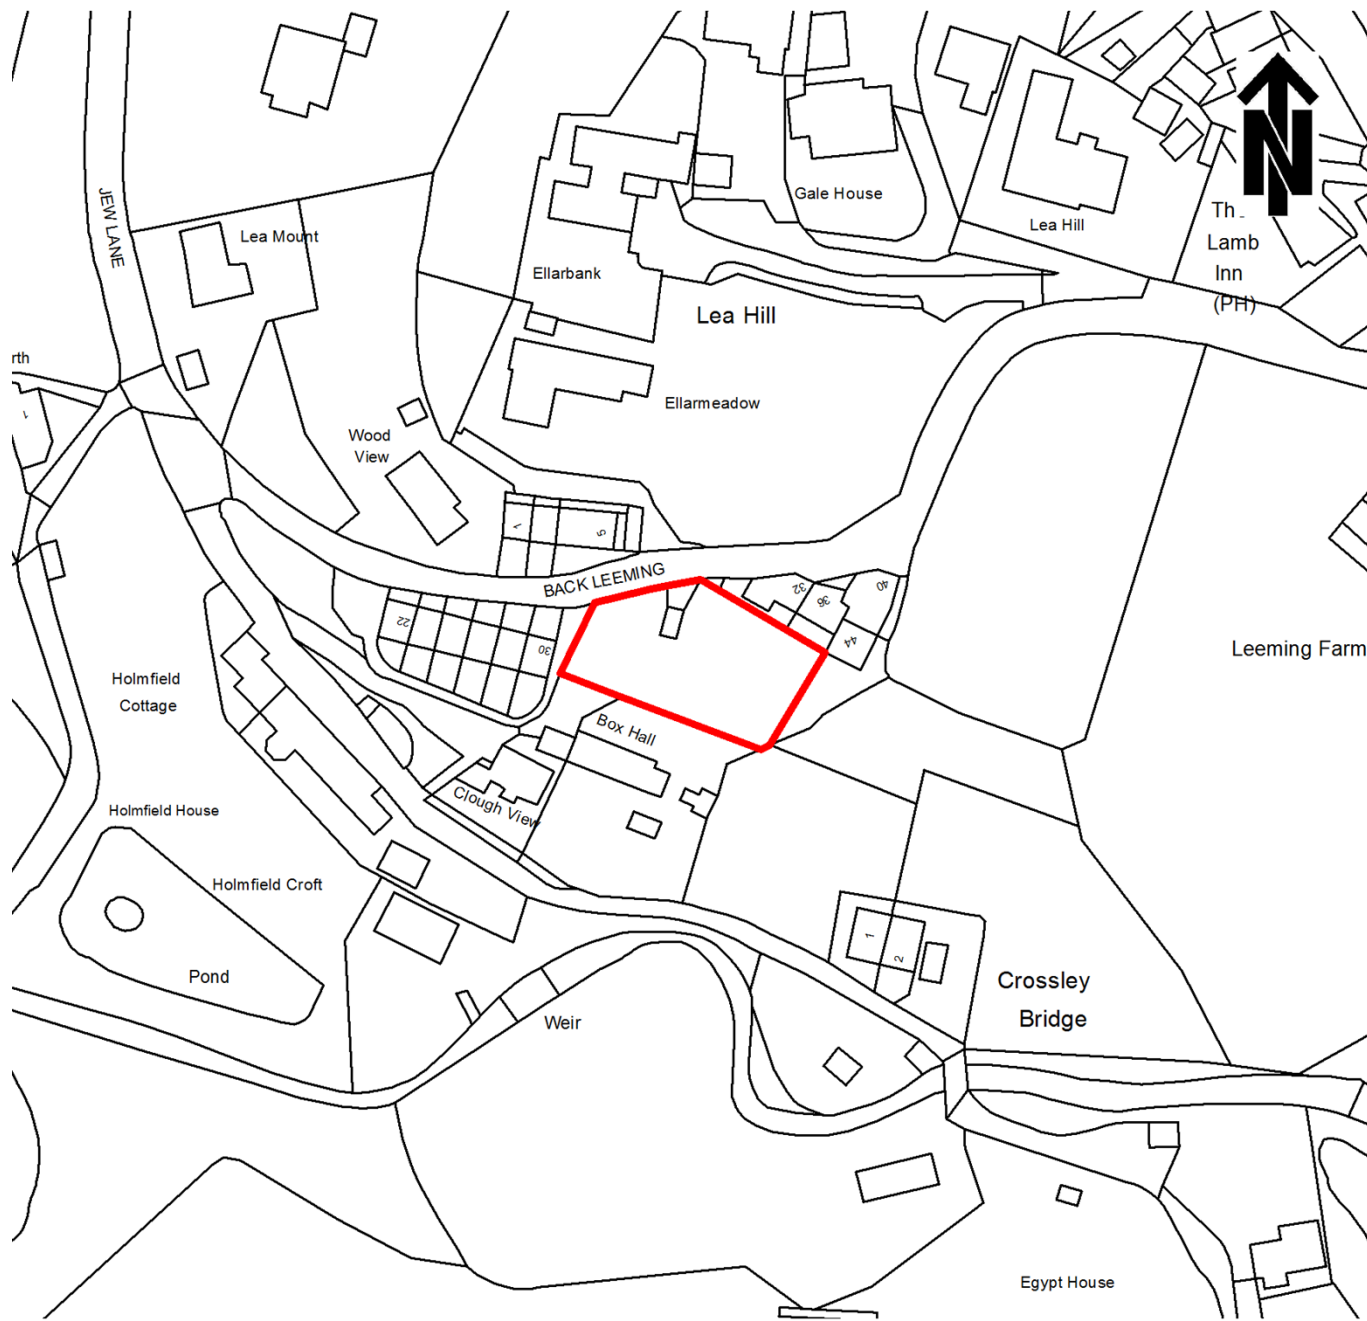 N
JEW LANE
Lea Mount
Gale House
Lea Hill
Th
Lamb
Inn
(PH)
Ellarbank
Lea Hill
rth
1
Ellarmeadow
Wood
View
1
5
BACK LEEMING
22
30
32
36
40
44
Leeming Farm
Holmfield
Cottage
Box Hall
Clough View
Holmfield House
Holmfield Croft
Pond
Weir
1
2
Crossley
Bridge
Egypt House